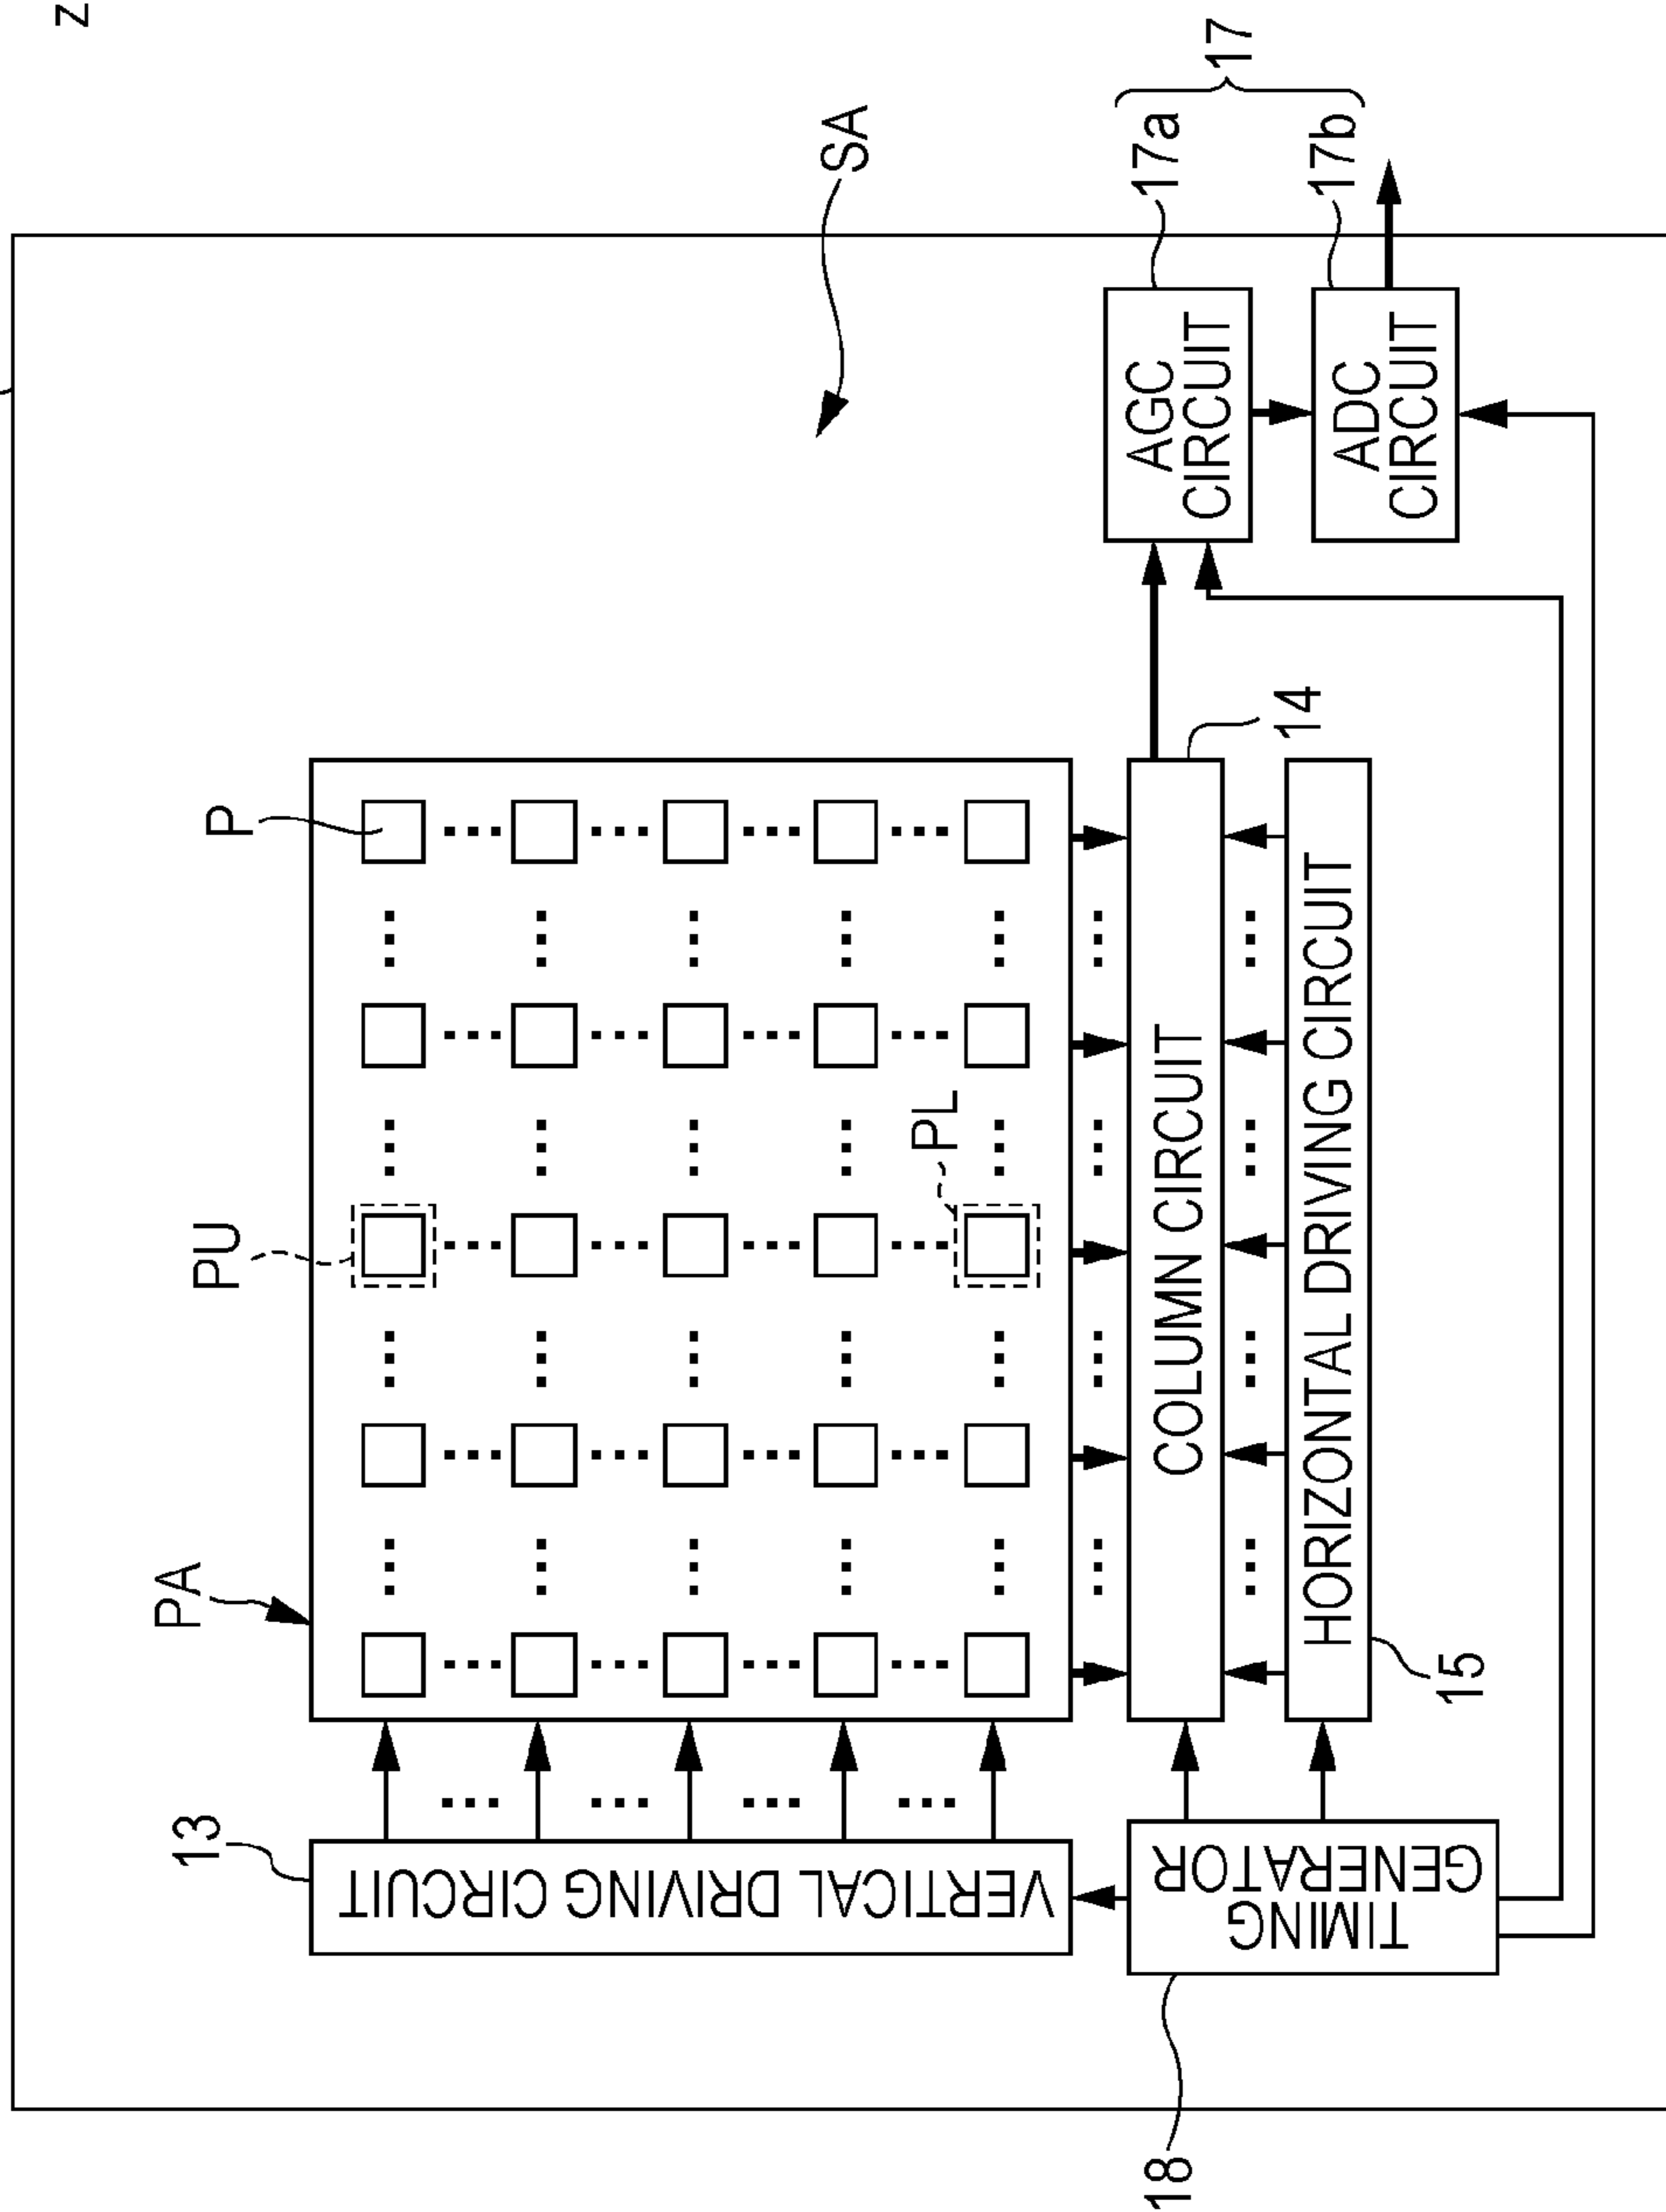 z
SA
17
17a
17b
AGC
CIRCUIT
ADC
CIRCUIT
P
PU
PL
PA
14
COLUMN CIRCUIT
HORIZONTAL DRIVING CIRCUIT
15
13
VERTICAL DRIVING CIRCUIT
TIMING
GENERATOR
18